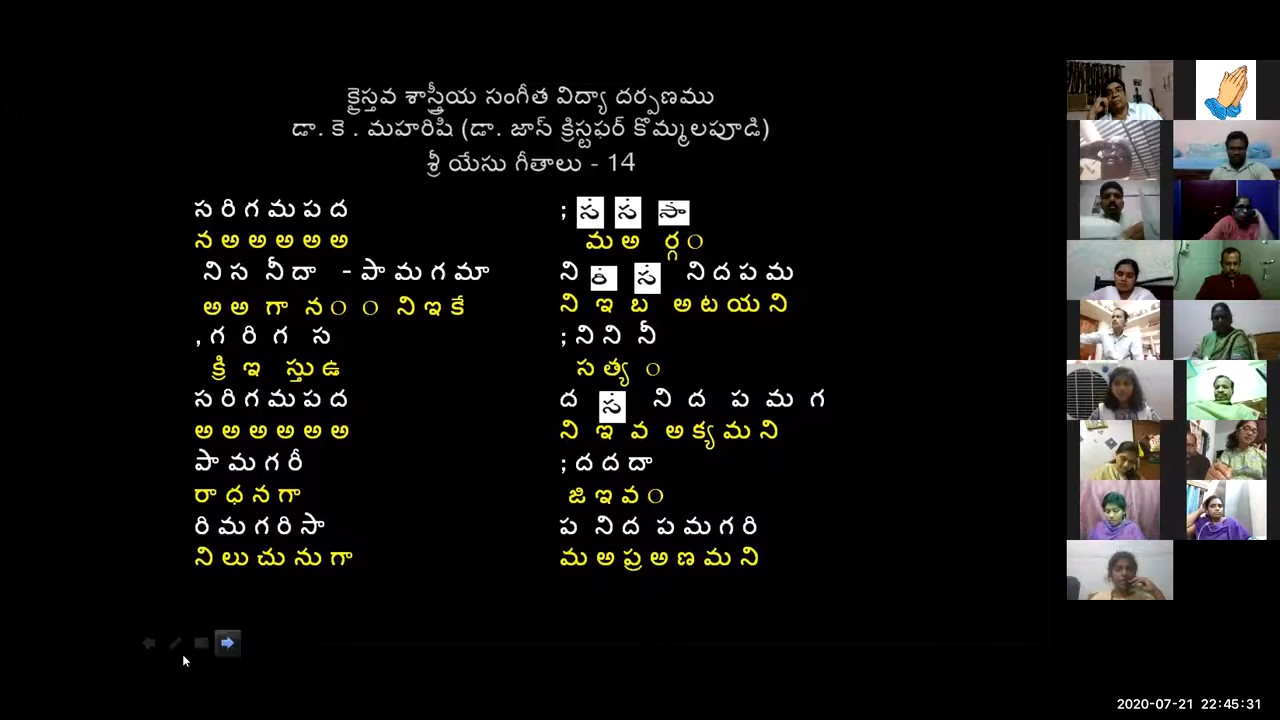 క్రైస్తవ శాస్త్రీయ సంగీత విద్యా దర్పణము
డా. కె . మహరిషి (డా. జాస్ క్రిస్టఫర్ కొమ్మలపూడి)
శ్రీ యేసు గీతాలు - 14
స రి గ మ ప ద
న అ అ అ అ అ
ని స నీ దా - పా మ గ మా
అ అ గా న ం ం ని ఇ కే
, గ రి గ స
క్రి ఇ స్తు ఉ
స రి గ మ ప ద
అ అ అ అ అ అ
పా మ గ రీ
రా ధ న గా
రి మ గ రి సా
ని లు చు ను గా
; స̇ స̇ సా̇
మ అ ర్గ ం
ని రి̇ స̇ ని ద ప మ
ని ఇ బ అ ట య ని
; ని ని నీ
స త్య ం
ద స̇ ని ద ప మ గ
ని ఇ వ అ క్య మ ని
; ద ద దా
జి ఇ వ ం
ప ని ద ప మ గ రి
మ అ ప్ర అ ణ మ ని
2020-07-21 22:45:31